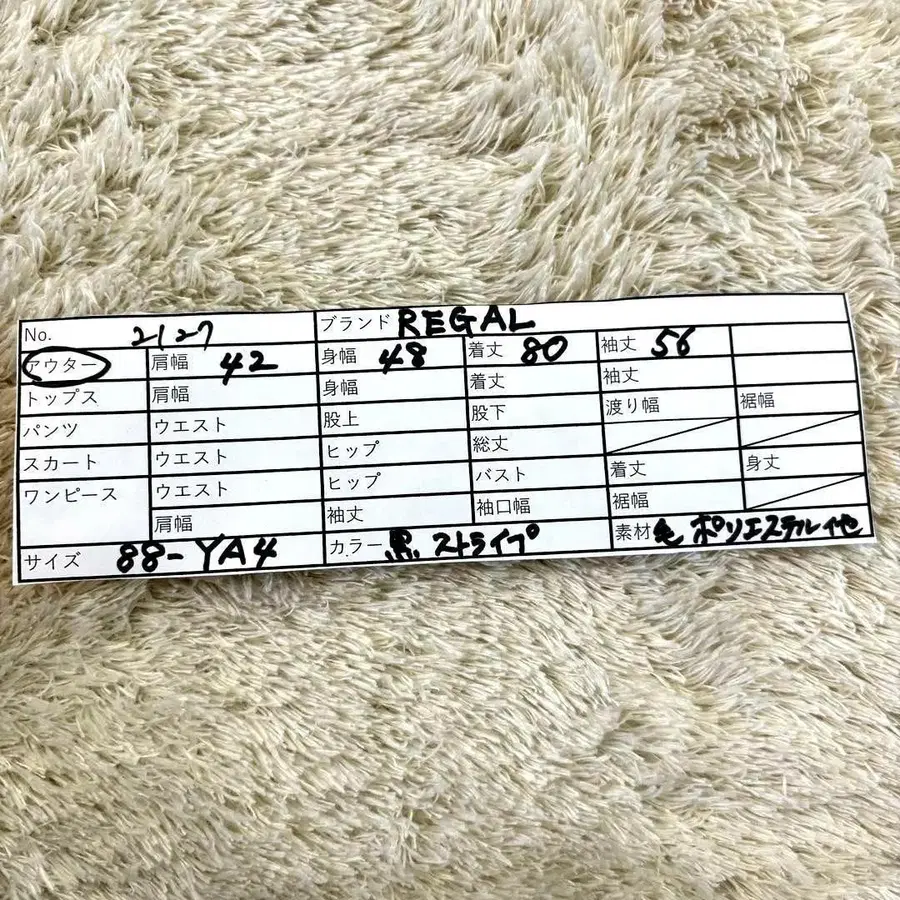 No. 2127 ブランド REGAL
アウター 肩幅 42 身幅 48 着丈 80 袖丈 56
トップス 肩幅 身幅 着丈 袖丈
パンツ ウエスト 股上 股下 渡り幅 裾幅
スカート ウエスト ヒップ 総丈
ワンピース ウエスト ヒップ バスト 着丈 身丈
肩幅 袖丈 袖口幅 裾幅
サイズ 88-YA4 カラー 黒 ストライプ 素材 毛 ポリエステル 他